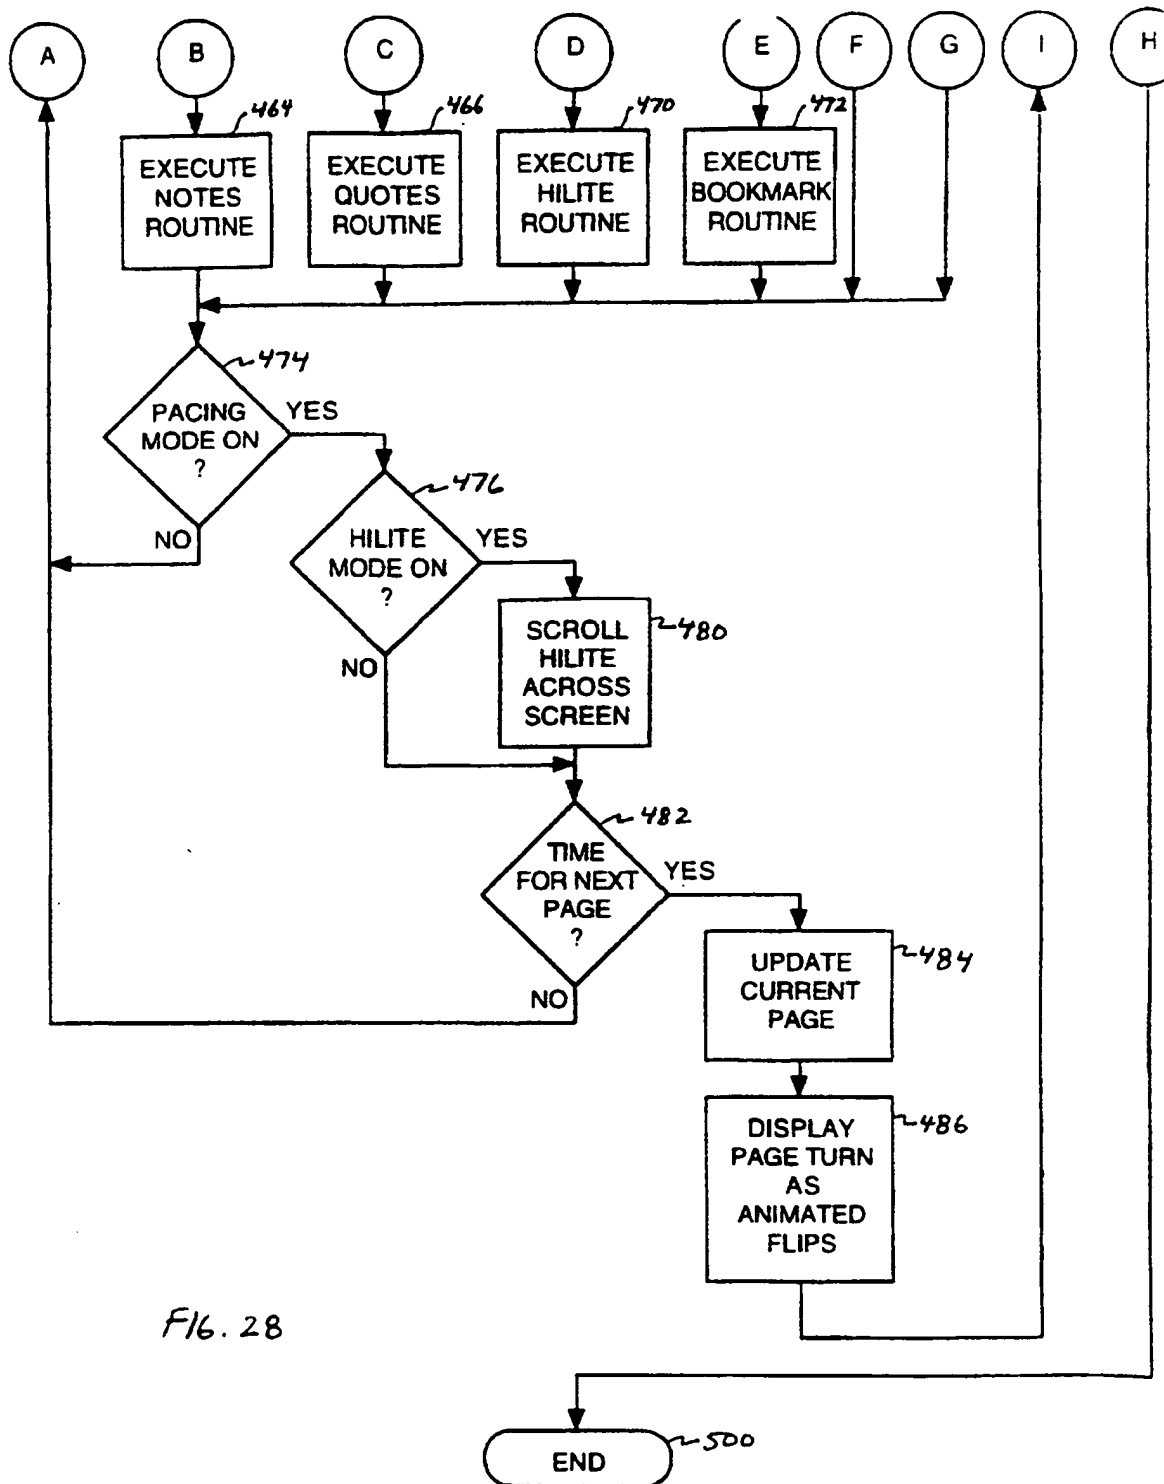 A
B
C
D
E
F
G
I
H
464
466
470
472
EXECUTE
NOTES
ROUTINE
EXECUTE
QUOTES
ROUTINE
EXECUTE
HILITE
ROUTINE
EXECUTE
BOOKMARK
ROUTINE
474
PACING
MODE ON
?
YES
NO
476
HILITE
MODE ON
?
YES
NO
480
SCROLL
HILITE
ACROSS
SCREEN
482
TIME
FOR NEXT
PAGE
?
YES
NO
484
UPDATE
CURRENT
PAGE
486
DISPLAY
PAGE TURN
AS
ANIMATED
FLIPS
FIG. 28
500
END